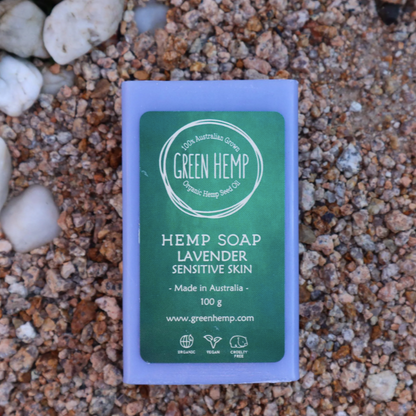 100% Australian Grown
GREEN HEMP
Organic Hemp Seed Oil
HEMP SOAP
LAVENDER
SENSITIVE SKIN
- Made in Australia -
100 g
www.greenhemp.com
ORGANIC VEGAN CRUELTY FREE